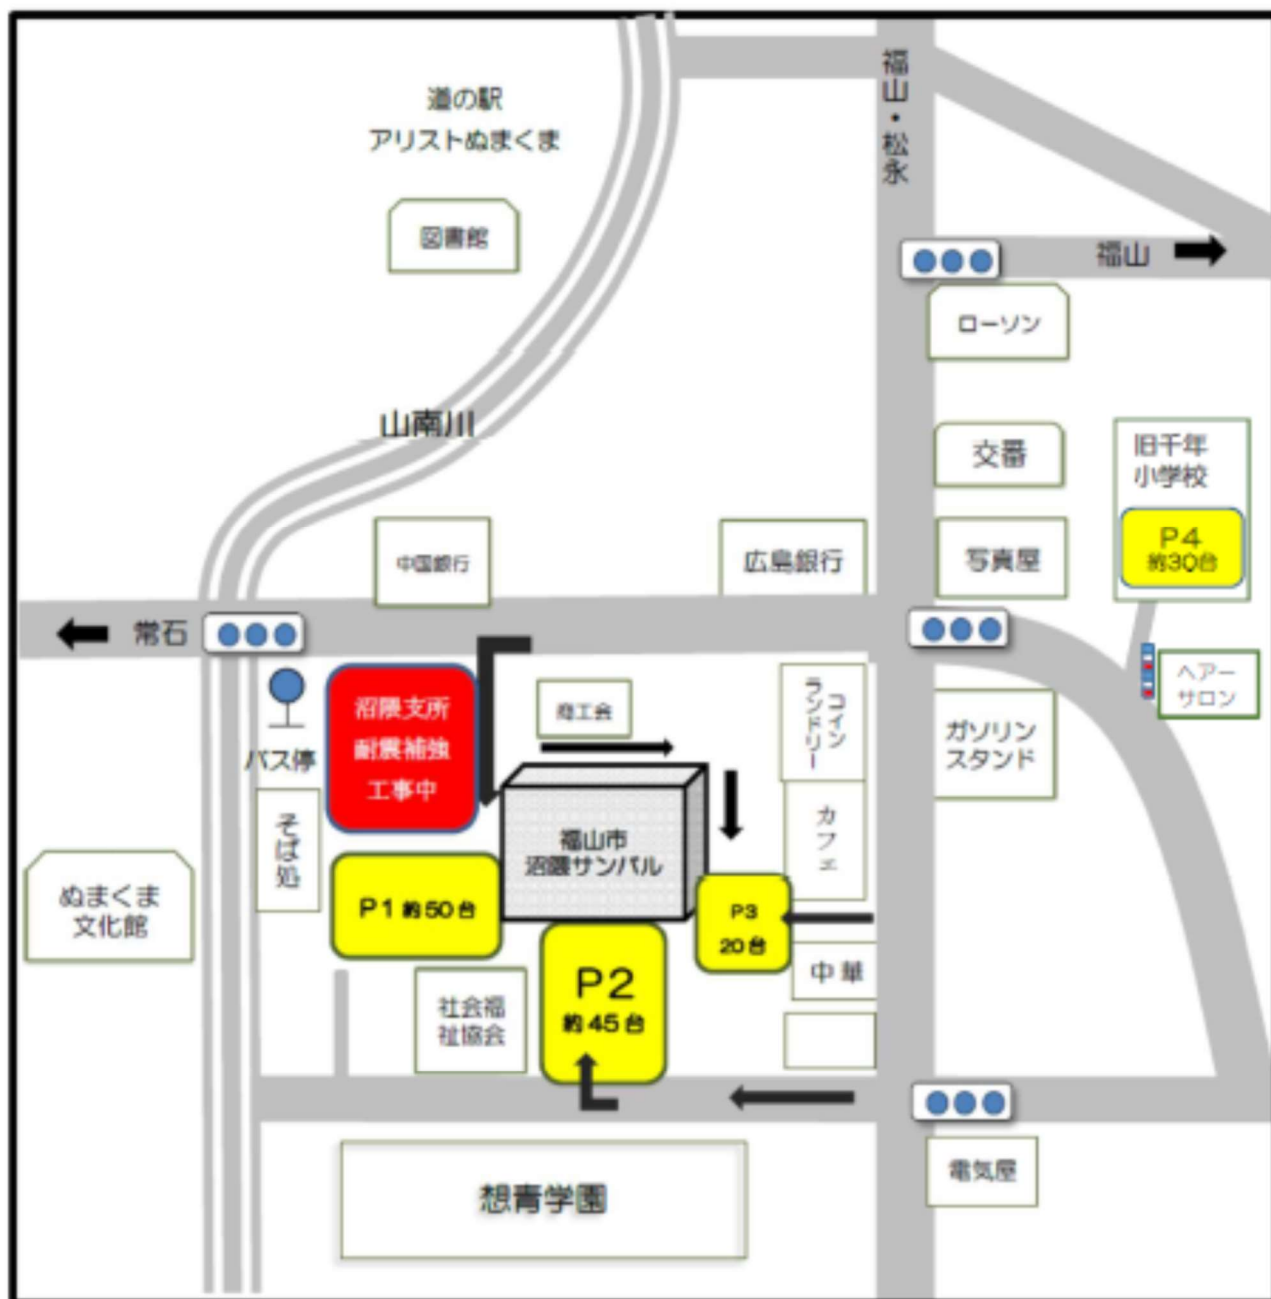 道の駅
アリストぬまくま
福山・松永
図書館
福山
ローソン
山南川
交番
旧千年
小学校
P4
約30台
中国銀行
広島銀行
写真屋
常石
ヘアー
サロン
沼隈支所
耐震補強
工事中
商工会
コイン
ランドリー
ガソリン
スタンド
バス停
そば処
福山市
沼隈サンパル
カフェ
ぬまくま
文化館
P1 約50台
P3
20台
中華
P2
約45台
社会福
祉協会
電気屋
想青学園